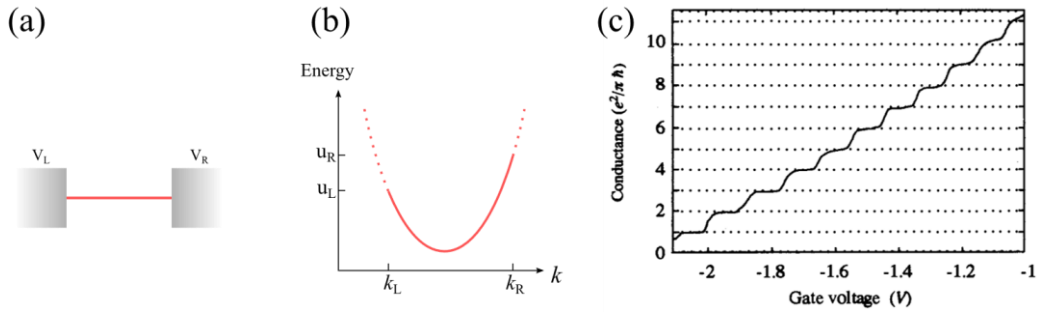 (a)
V_L
V_R
(b)
Energy
u_R
u_L
k_L
k_R
k
(c)
Conductance (e²/π ħ)
10
8
6
4
2
0
-2
-1.8
-1.6
-1.4
-1.2
-1
Gate voltage (V)